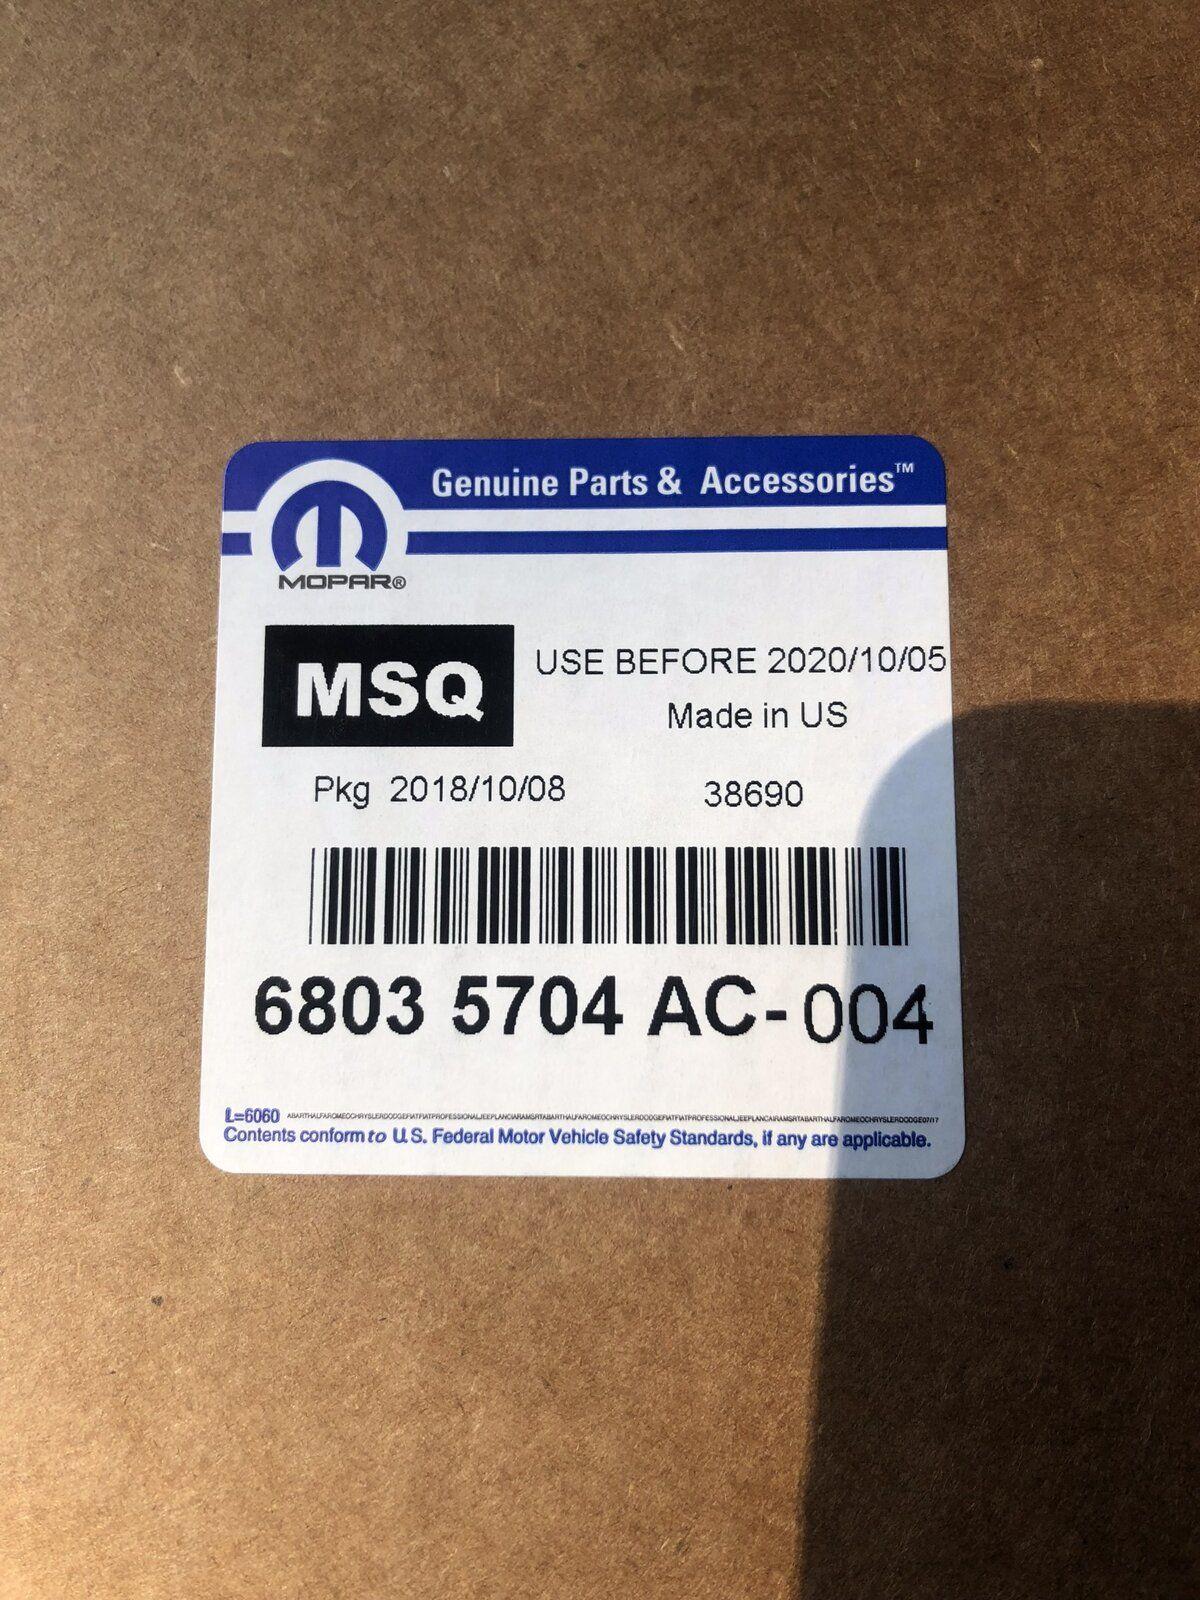 Genuine Parts & Accessories™
MOPAR®
MSQ
USE BEFORE 2020/10/05
Made in US
Pkg 2018/10/08
38690
6803 5704 AC-004
L=6060
Contents conform to U.S. Federal Motor Vehicle Safety Standards, if any are applicable.